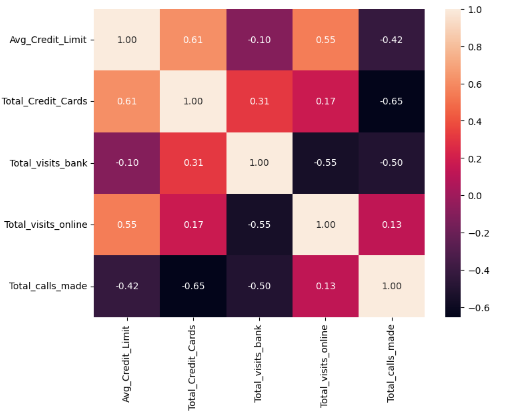 Avg_Credit_Limit 1.00 0.61 -0.10 0.55 -0.42
Total_Credit_Cards 0.61 1.00 0.31 0.17 -0.65
Total_visits_bank -0.10 0.31 1.00 -0.55 -0.50
Total_visits_online 0.55 0.17 -0.55 1.00 0.13
Total_calls_made -0.42 -0.65 -0.50 0.13 1.00
Avg_Credit_Limit
Total_Credit_Cards
Total_visits_bank
Total_visits_online
Total_calls_made
1.0
0.8
0.6
0.4
0.2
0.0
−0.2
−0.4
−0.6